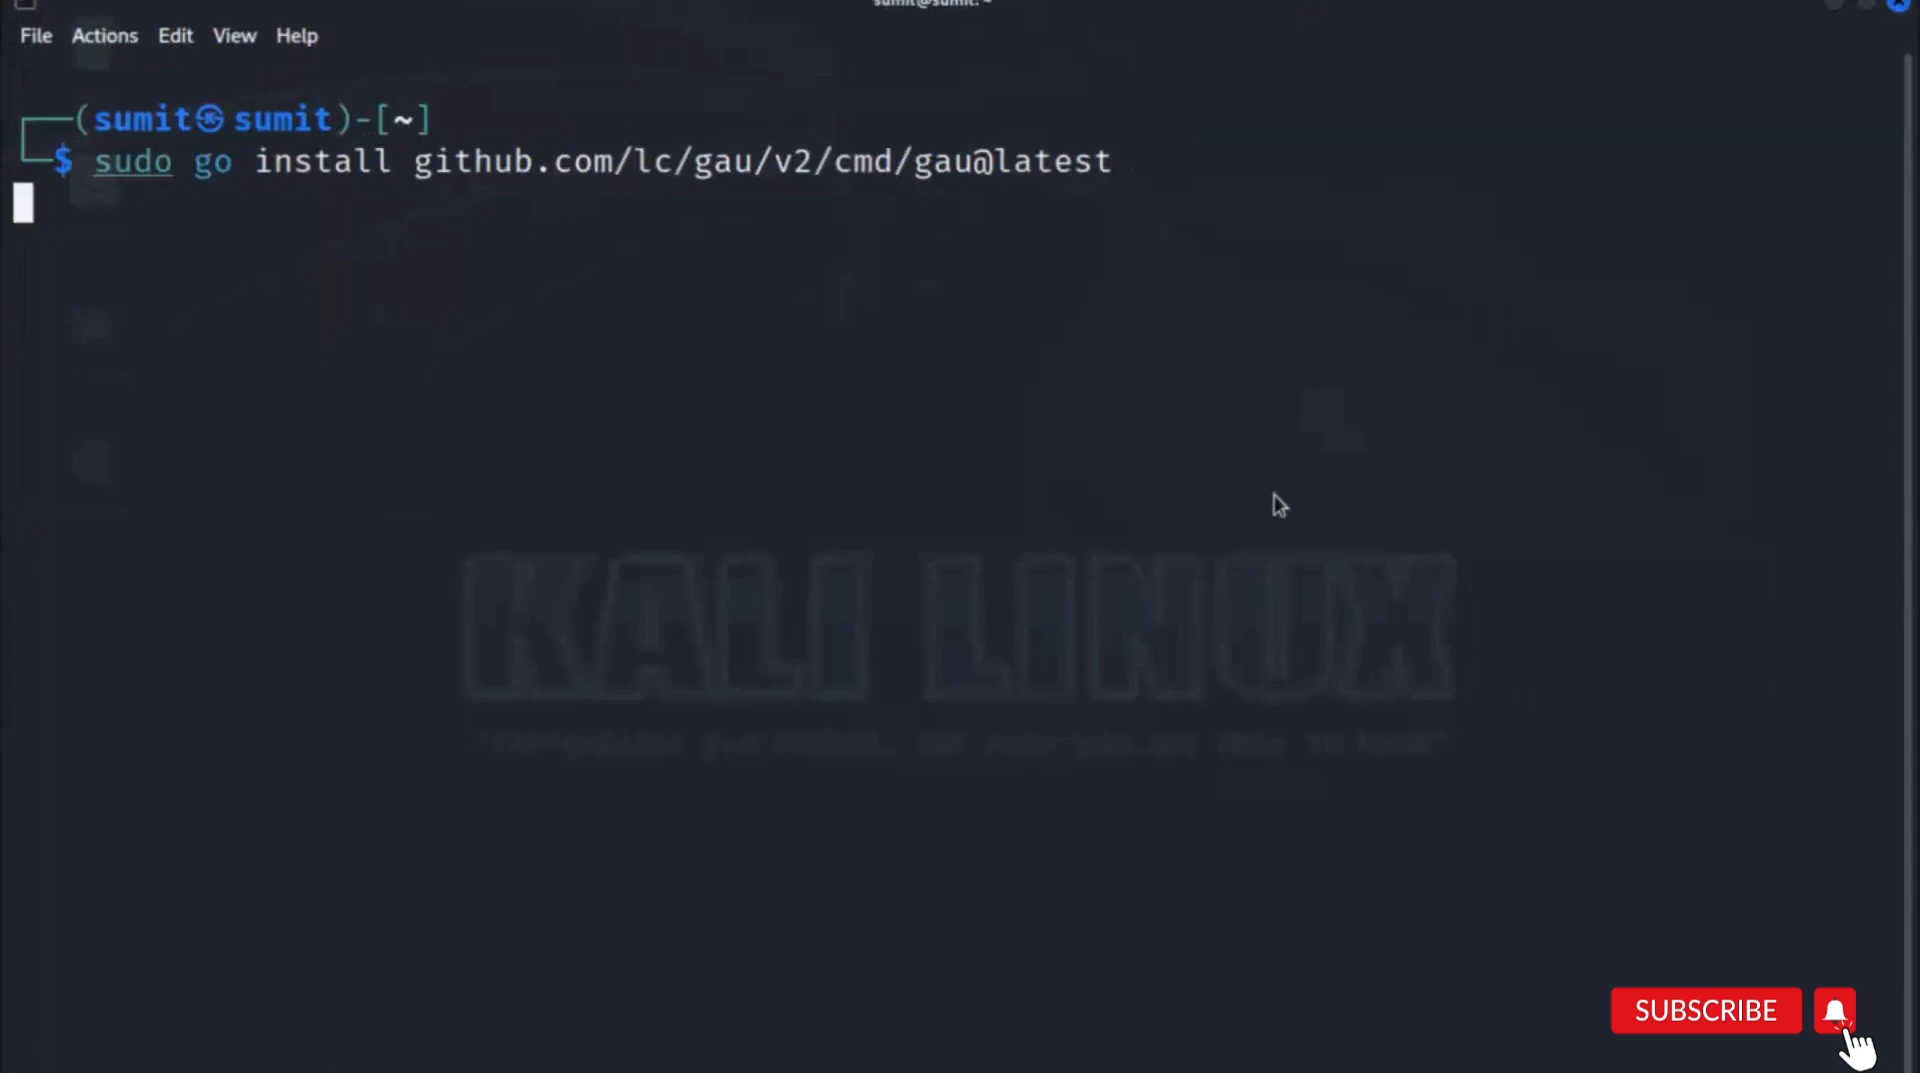 File Actions Edit View Help
(sumit㉿sumit)-[~]
$ sudo go install github.com/lc/gau/v2/cmd/gau@latest
KALI LINUX
SUBSCRIBE